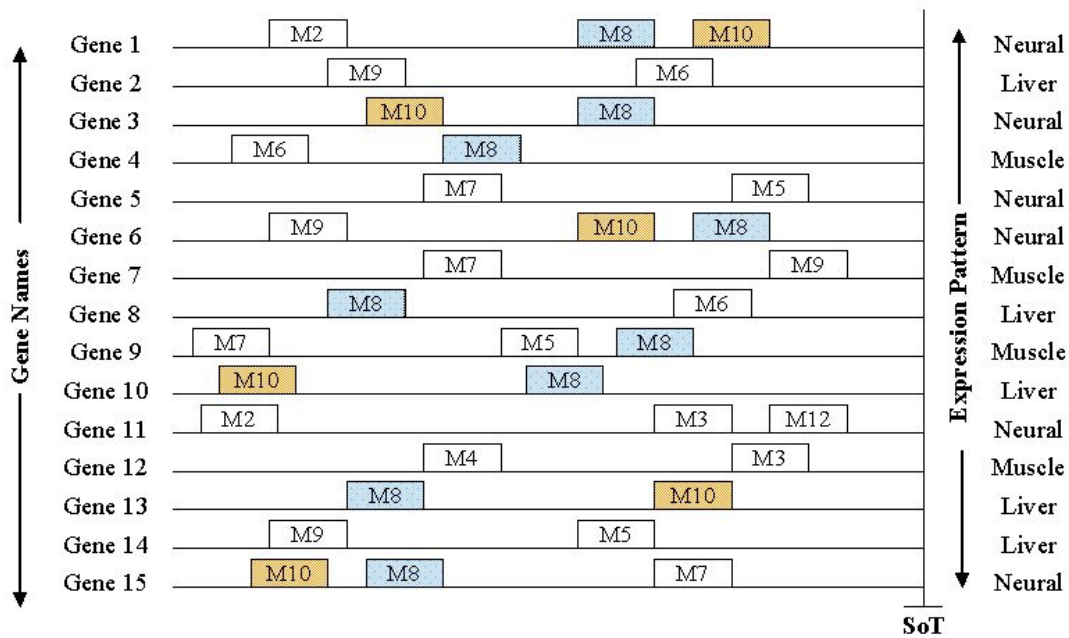 Gene 1 M2 M8 M10 Neural
Gene 2 M9 M6 Liver
Gene 3 M10 M8 Neural
Gene 4 M6 M8 Muscle
Gene 5 M7 M5 Neural
Gene 6 M9 M10 M8 Neural
Gene 7 M7 M9 Muscle
Gene 8 M8 M6 Liver
Gene 9 M7 M5 M8 Muscle
Gene 10 M10 M8 Liver
Gene 11 M2 M3 M12 Neural
Gene 12 M4 M3 Muscle
Gene 13 M8 M10 Liver
Gene 14 M9 M5 Liver
Gene 15 M10 M8 M7 Neural
Gene Names
Expression Pattern
SoT